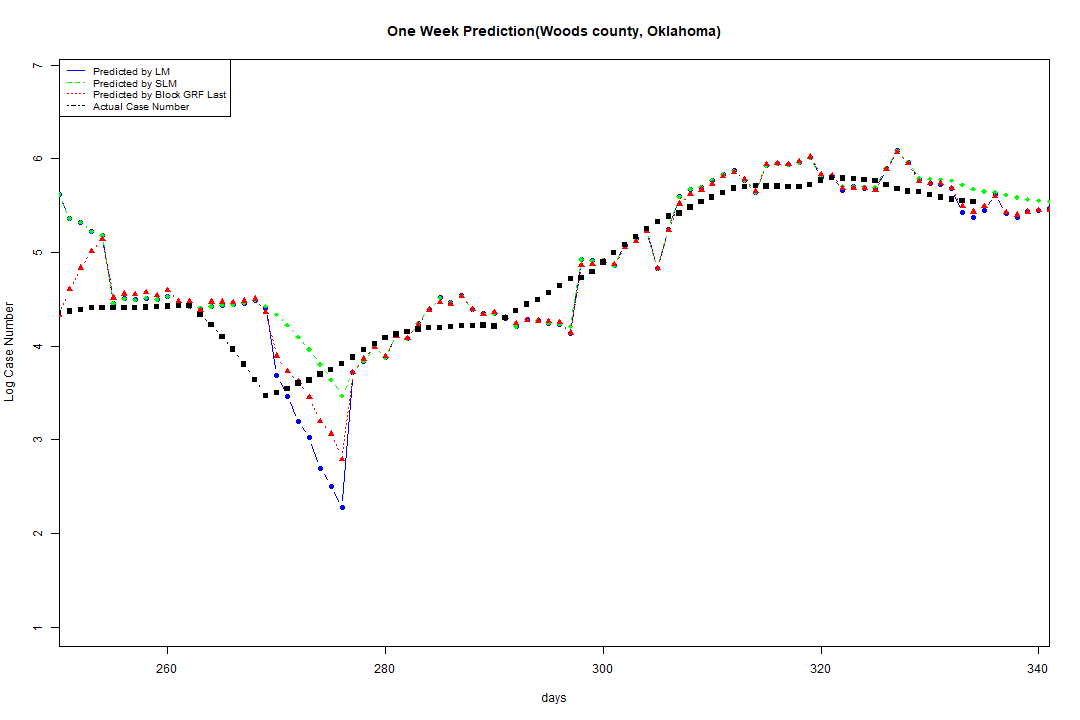 One Week Prediction(Woods county, Oklahoma)
Predicted by LM
Predicted by SLM
Predicted by Block GRF Last
Actual Case Number
Log Case Number
7
6
5
4
3
2
1
260 280 300 320 340
days